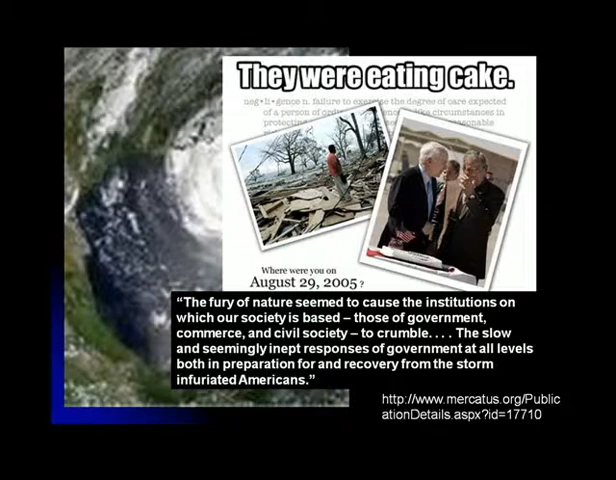 They were eating cake.
neg•li•gence n. failure to exercise the degree of care expected
of a person of
circumstances in
“The fury of nature seemed to cause the institutions on
which our society is based – those of government,
commerce, and civil society – to crumble. . . . The slow
and seemingly inept responses of government at all levels
both in preparation for and recovery from the storm
infuriated Americans.”
Where were you on
August 29, 2005?
http://www.mercatus.org/Public
ationDetails.aspx?id=17710